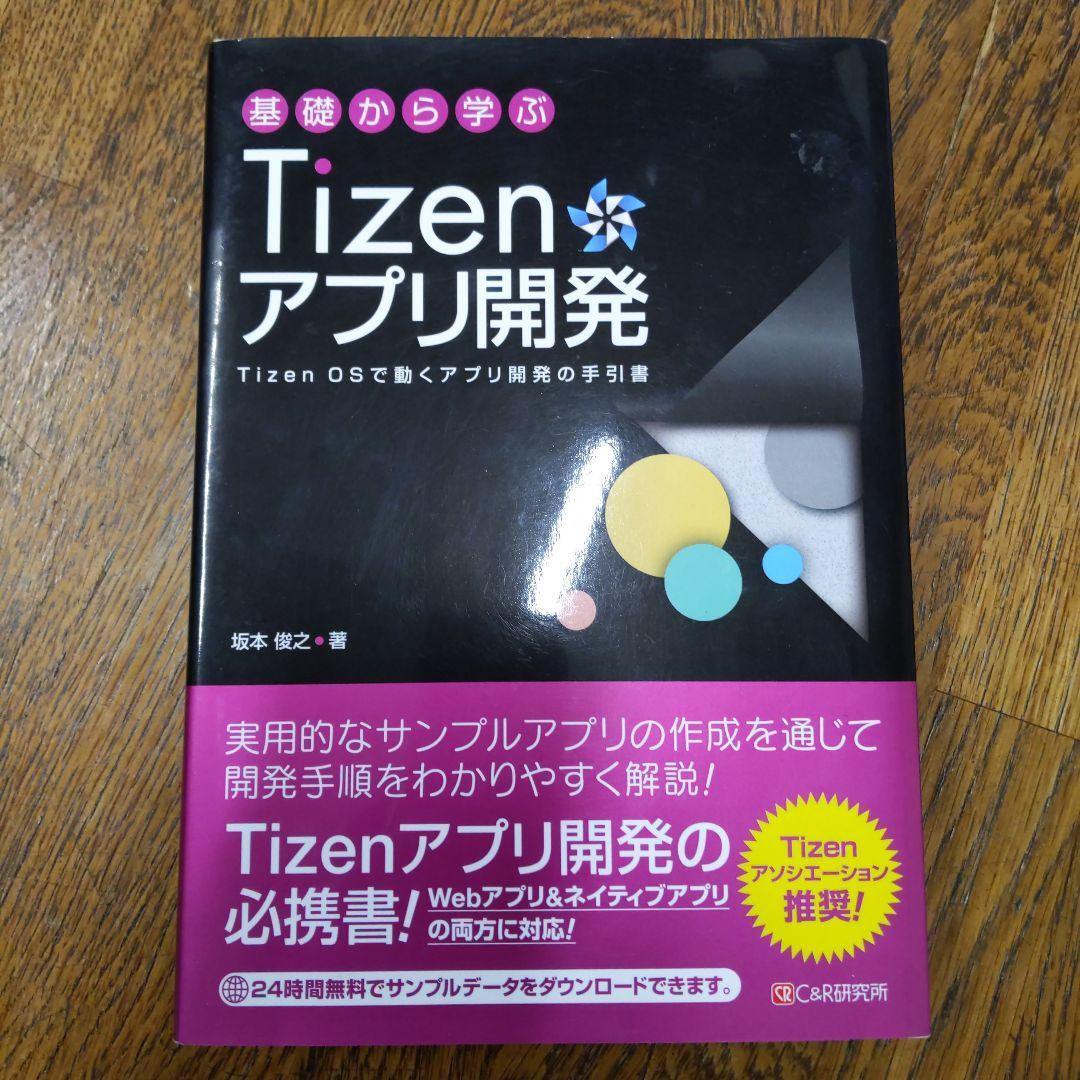 基礎から学ぶ
Tizen
アプリ開発
Tizen OSで動くアプリ開発の手引書
坂本 俊之●著
実用的なサンプルアプリの作成を通じて
開発手順をわかりやすく解説!
Tizenアプリ開発の
必携書!
Webアプリ&ネイティブアプリ
の両方に対応!
Tizen
アソシエーション
推奨!
24時間無料でサンプルデータをダウンロードできます。
CR C&R研究所